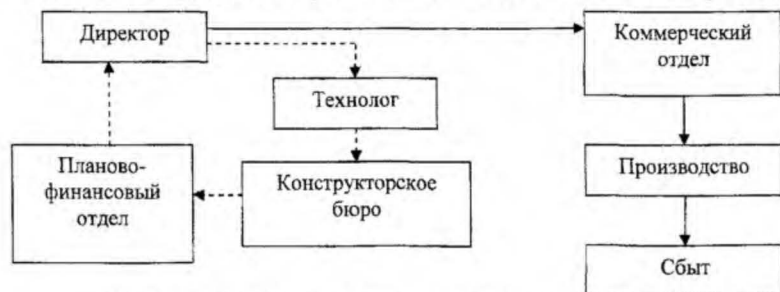 Директор
Коммерческий
отдел
Технолог
Планово-
финансовый
отдел
Конструкторское
бюро
Производство
Сбыт